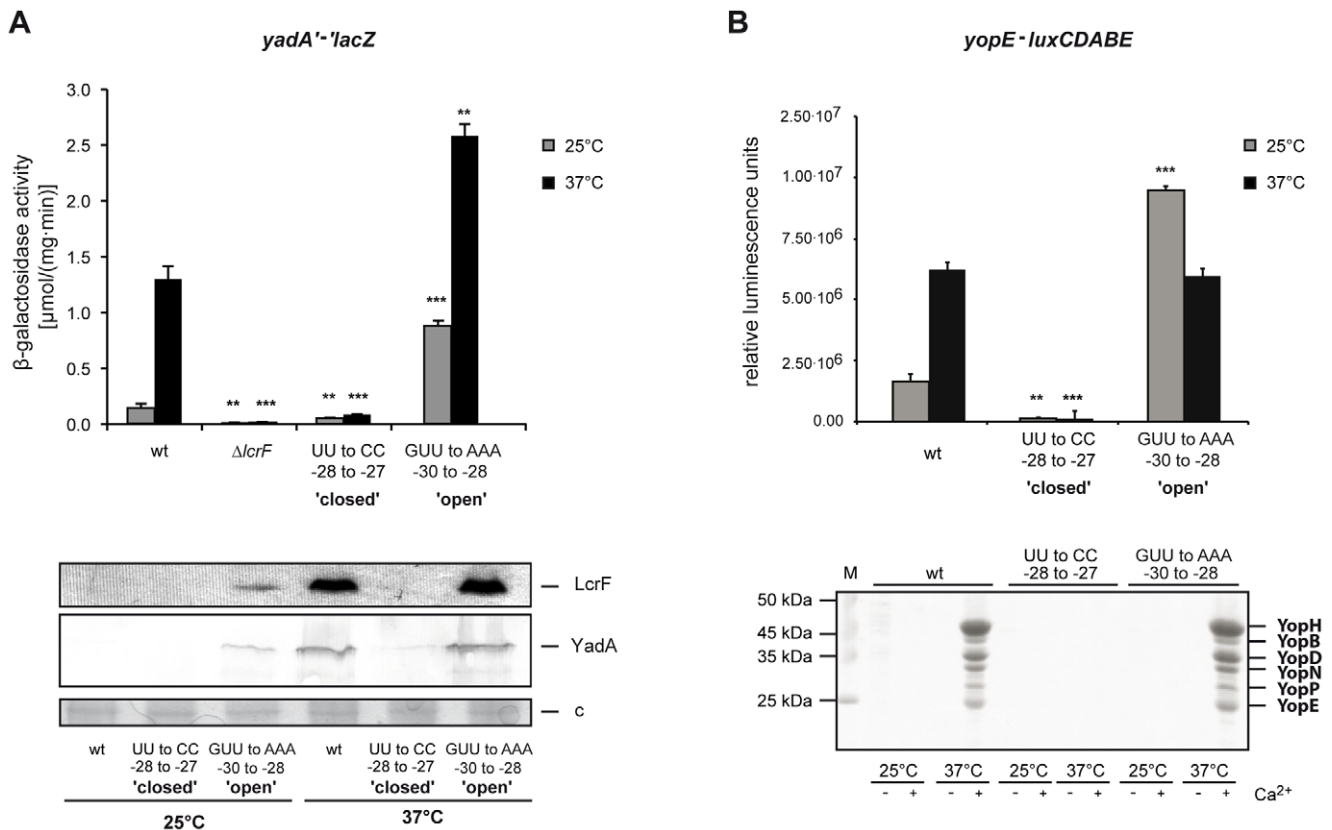 A
yadA'-'lacZ
β-galactosidase activity
[µmol/(mg·min)]
3.0
2.5
2.0
1.5
1.0
0.5
0.0
25°C
37°C
** *** ** *** *** **
wt
ΔlcrF
UU to CC
-28 to -27
'closed'
GUU to AAA
-30 to -28
'open'
LcrF
YadA
c
wt
UU to CC
-28 to -27
'closed'
GUU to AAA
-30 to -28
'open'
wt
UU to CC
-28 to -27
'closed'
GUU to AAA
-30 to -28
'open'
25°C
37°C
B
yopE-luxCDABE
relative luminescence units
2.50·10⁷
1.00·10⁷
7.50·10⁶
5.00·10⁶
2.50·10⁶
0.00
25°C
37°C
** *** ***
wt
UU to CC
-28 to -27
'closed'
GUU to AAA
-30 to -28
'open'
M
wt
UU to CC
-28 to -27
GUU to AAA
-30 to -28
50 kDa
45 kDa
35 kDa
25 kDa
YopH
YopB
YopD
YopN
YopP
YopE
25°C 37°C 25°C 37°C 25°C 37°C
- + - + - + - + - + - + Ca²⁺